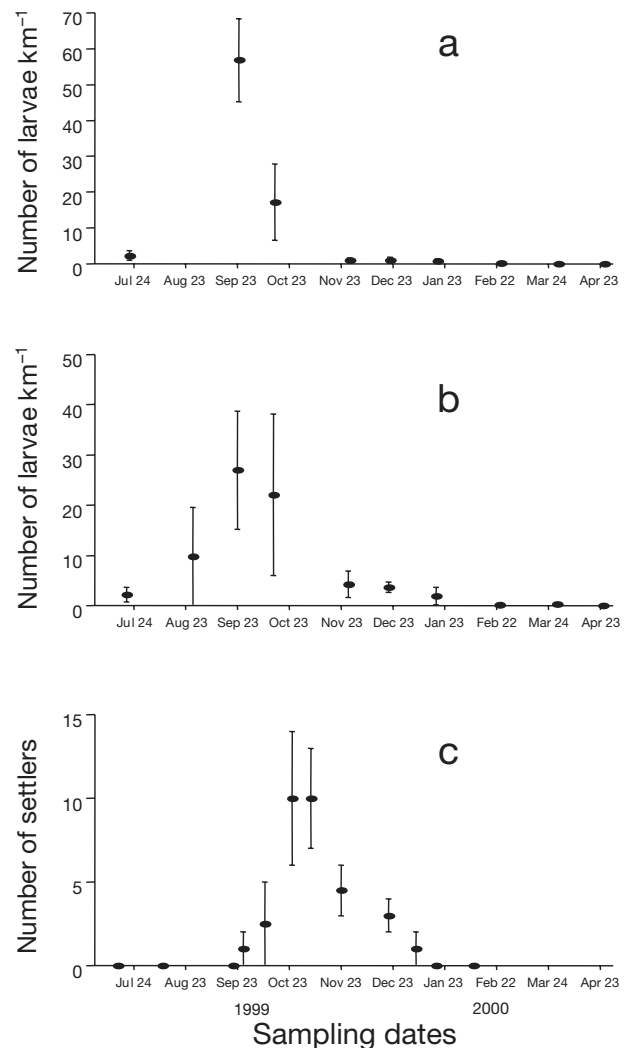 70
60
50
40
30
20
10
0
Number of larvae km⁻¹
a
Jul 24 Aug 23 Sep 23 Oct 23 Nov 23 Dec 23 Jan 23 Feb 22 Mar 24 Apr 23
50
40
30
20
10
0
Number of larvae km⁻¹
b
Jul 24 Aug 23 Sep 23 Oct 23 Nov 23 Dec 23 Jan 23 Feb 22 Mar 24 Apr 23
15
10
5
0
Number of settlers
c
Jul 24 Aug 23 Sep 23 Oct 23 Nov 23 Dec 23 Jan 23 Feb 22 Mar 24 Apr 23
1999 2000
Sampling dates